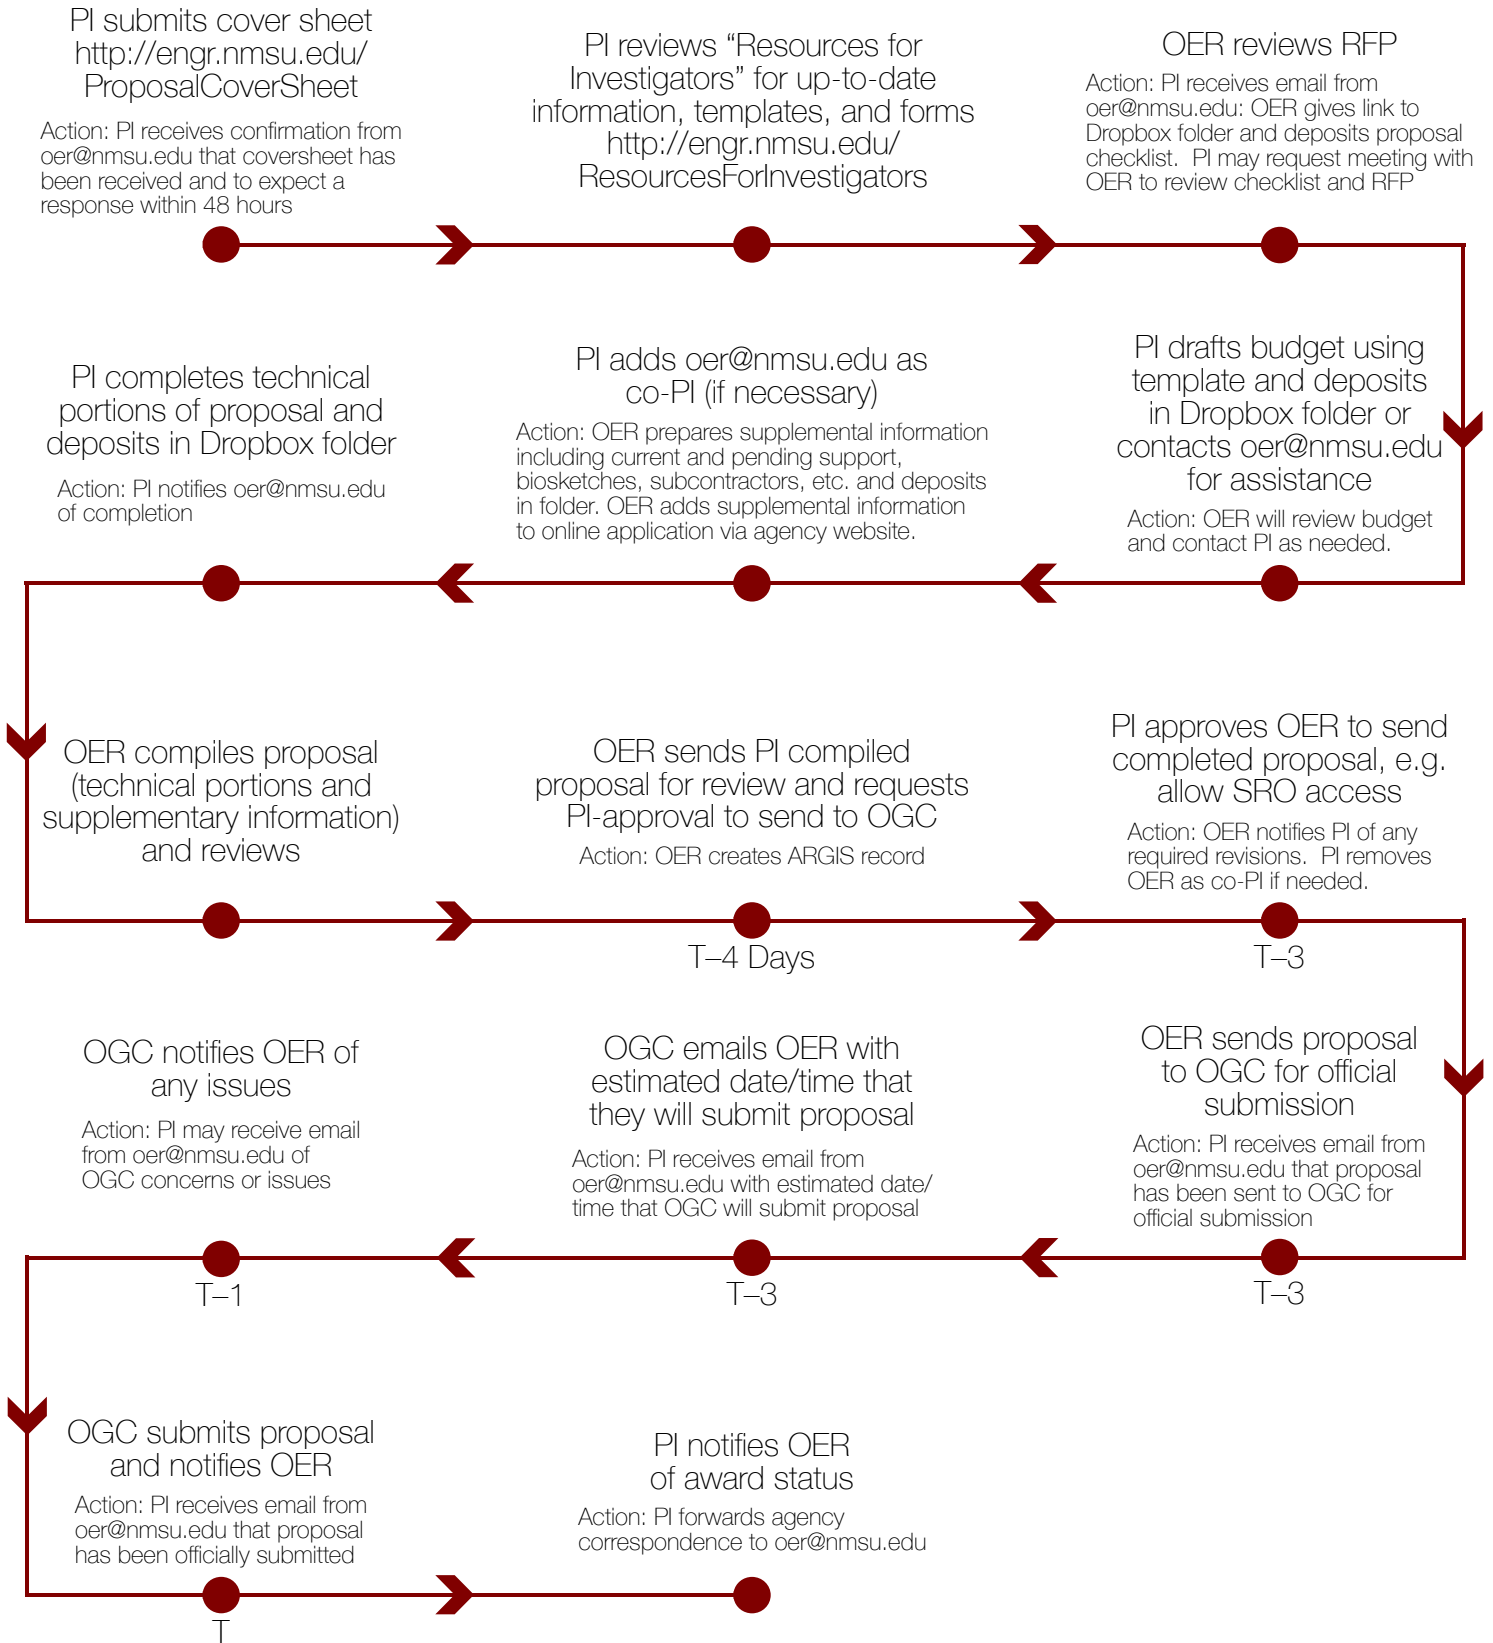 PI submits cover sheet
http://engr.nmsu.edu/
ProposalCoverSheet
Action: PI receives confirmation from
oer@nmsu.edu that coversheet has
been received and to expect a
response within 48 hours
PI reviews “Resources for
Investigators” for up-to-date
information, templates, and forms
http://engr.nmsu.edu/
ResourcesForInvestigators
OER reviews RFP
Action: PI receives email from
oer@nmsu.edu: OER gives link to
Dropbox folder and deposits proposal
checklist.  PI may request meeting with
OER to review checklist and RFP
PI drafts budget using
template and deposits
in Dropbox folder or
contacts oer@nmsu.edu
for assistance
Action: OER will review budget
and contact PI as needed.
PI adds oer@nmsu.edu as
co-PI (if necessary)
Action: OER prepares supplemental information
including current and pending support,
biosketches, subcontractors, etc. and deposits
in folder. OER adds supplemental information
to online application via agency website.
PI completes technical
portions of proposal and
deposits in Dropbox folder
Action: PI notifies oer@nmsu.edu
of completion
OER compiles proposal
(technical portions and
supplementary information)
and reviews
OER sends PI compiled
proposal for review and requests
PI-approval to send to OGC
Action: OER creates ARGIS record
T–4 Days
PI approves OER to send
completed proposal, e.g.
allow SRO access
Action: OER notifies PI of any
required revisions.  PI removes
OER as co-PI if needed.
T–3
OER sends proposal
to OGC for official
submission
Action: PI receives email from
oer@nmsu.edu that proposal
has been sent to OGC for
official submission
T–3
OGC emails OER with
estimated date/time that
they will submit proposal
Action: PI receives email from
oer@nmsu.edu with estimated date/
time that OGC will submit proposal
T–3
OGC notifies OER of
any issues
Action: PI may receive email
from oer@nmsu.edu of
OGC concerns or issues
T–1
OGC submits proposal
and notifies OER
Action: PI receives email from
oer@nmsu.edu that proposal
has been officially submitted
T
PI notifies OER
of award status
Action: PI forwards agency
correspondence to oer@nmsu.edu